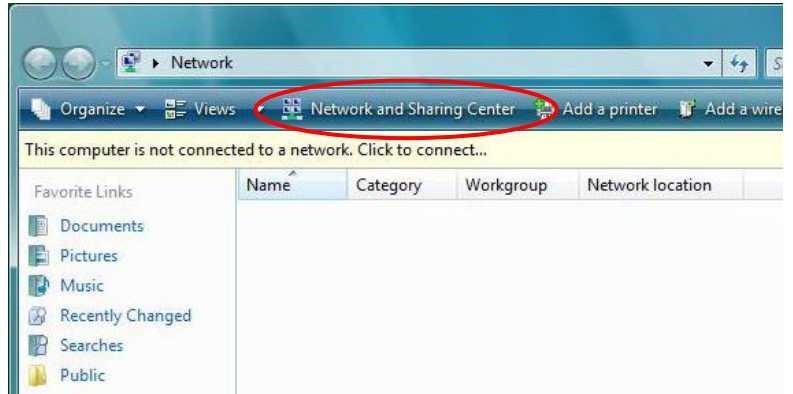 Network
Organize Views Network and Sharing Center Add a printer Add a wire
This computer is not connected to a network. Click to connect...
Favorite Links
Name Category Workgroup Network location
Documents
Pictures
Music
Recently Changed
Searches
Public